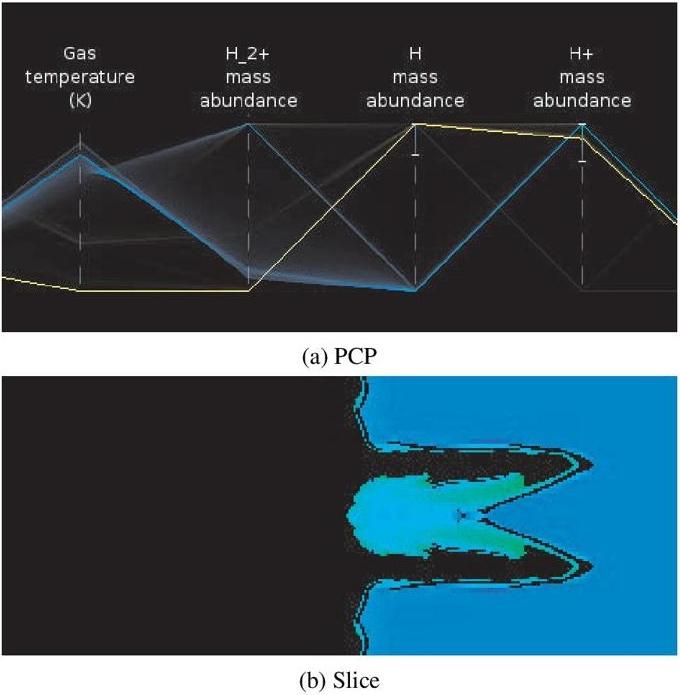 Gas temperature (K)
H_2+ mass abundance
H mass abundance
H+ mass abundance
(a) PCP
(b) Slice